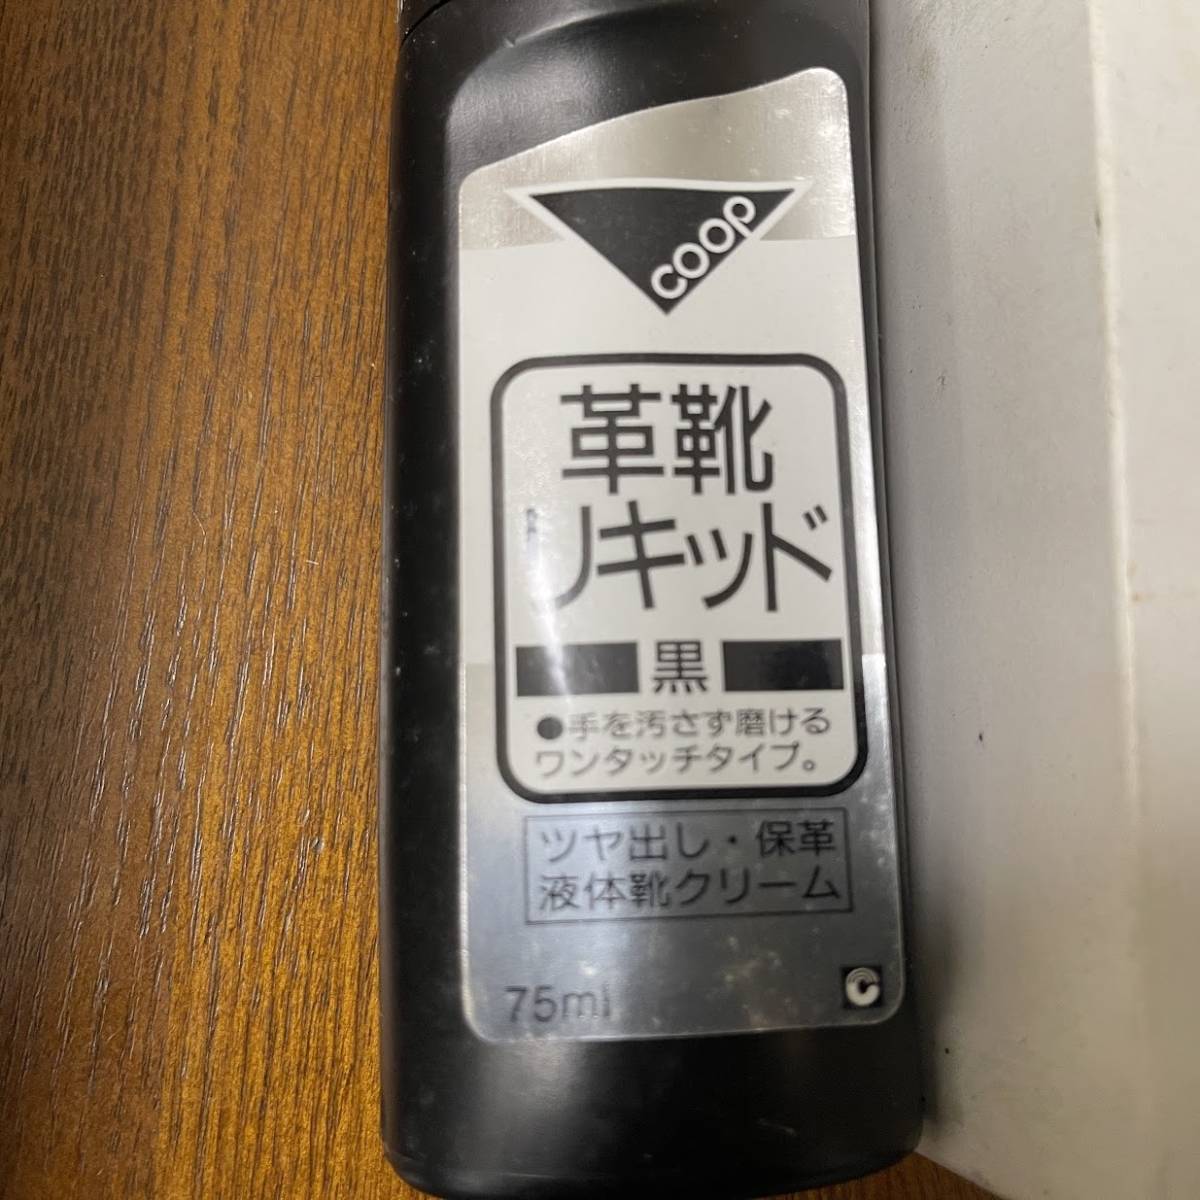 coop
革靴
リキッド
黒
●手を汚さず磨ける
ワンタッチタイプ。
ツヤ出し・保革
液体靴クリーム
75ml